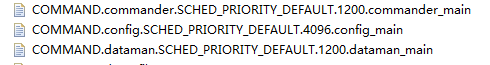 COMMAND.commander.SCHED_PRIORITY_DEFAULT.1200.commander_main
COMMAND.config.SCHED_PRIORITY_DEFAULT.4096.config_main
COMMAND.dataman.SCHED_PRIORITY_DEFAULT.1200.dataman_main